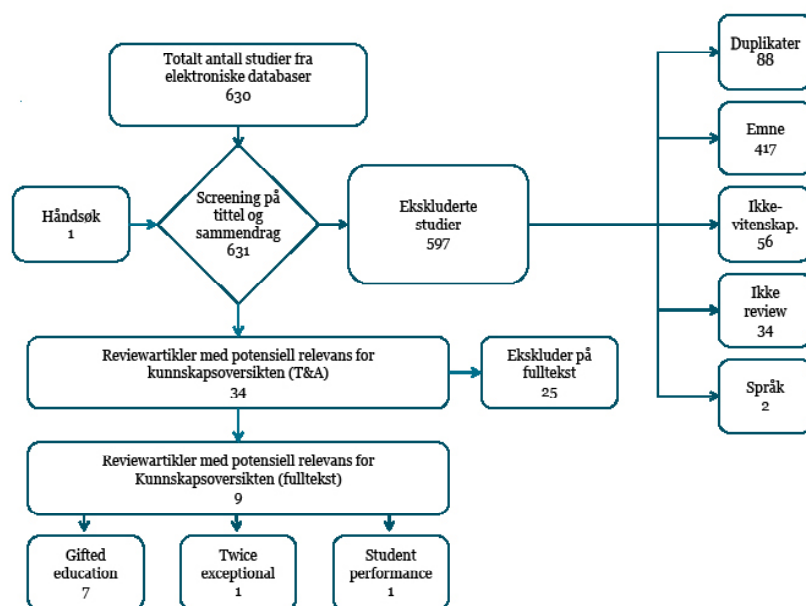 Totalt antall studier fra
elektroniske databaser
630
Håndsøk
1
Screening på
tittel og
sammendrag
631
Ekskluderte
studier
597
Duplikater
88
Emne
417
Ikke-
vitenskap.
56
Ikke
review
34
Språk
2
Reviewartikler med potensiell relevans for
kunnskapsoversikten (T&A)
34
Ekskluder på
fulltekst
25
Reviewartikler med potensiell relevans for
Kunnskapsoversikten (fulltekst)
9
Gifted
education
7
Twice
exceptional
1
Student
performance
1